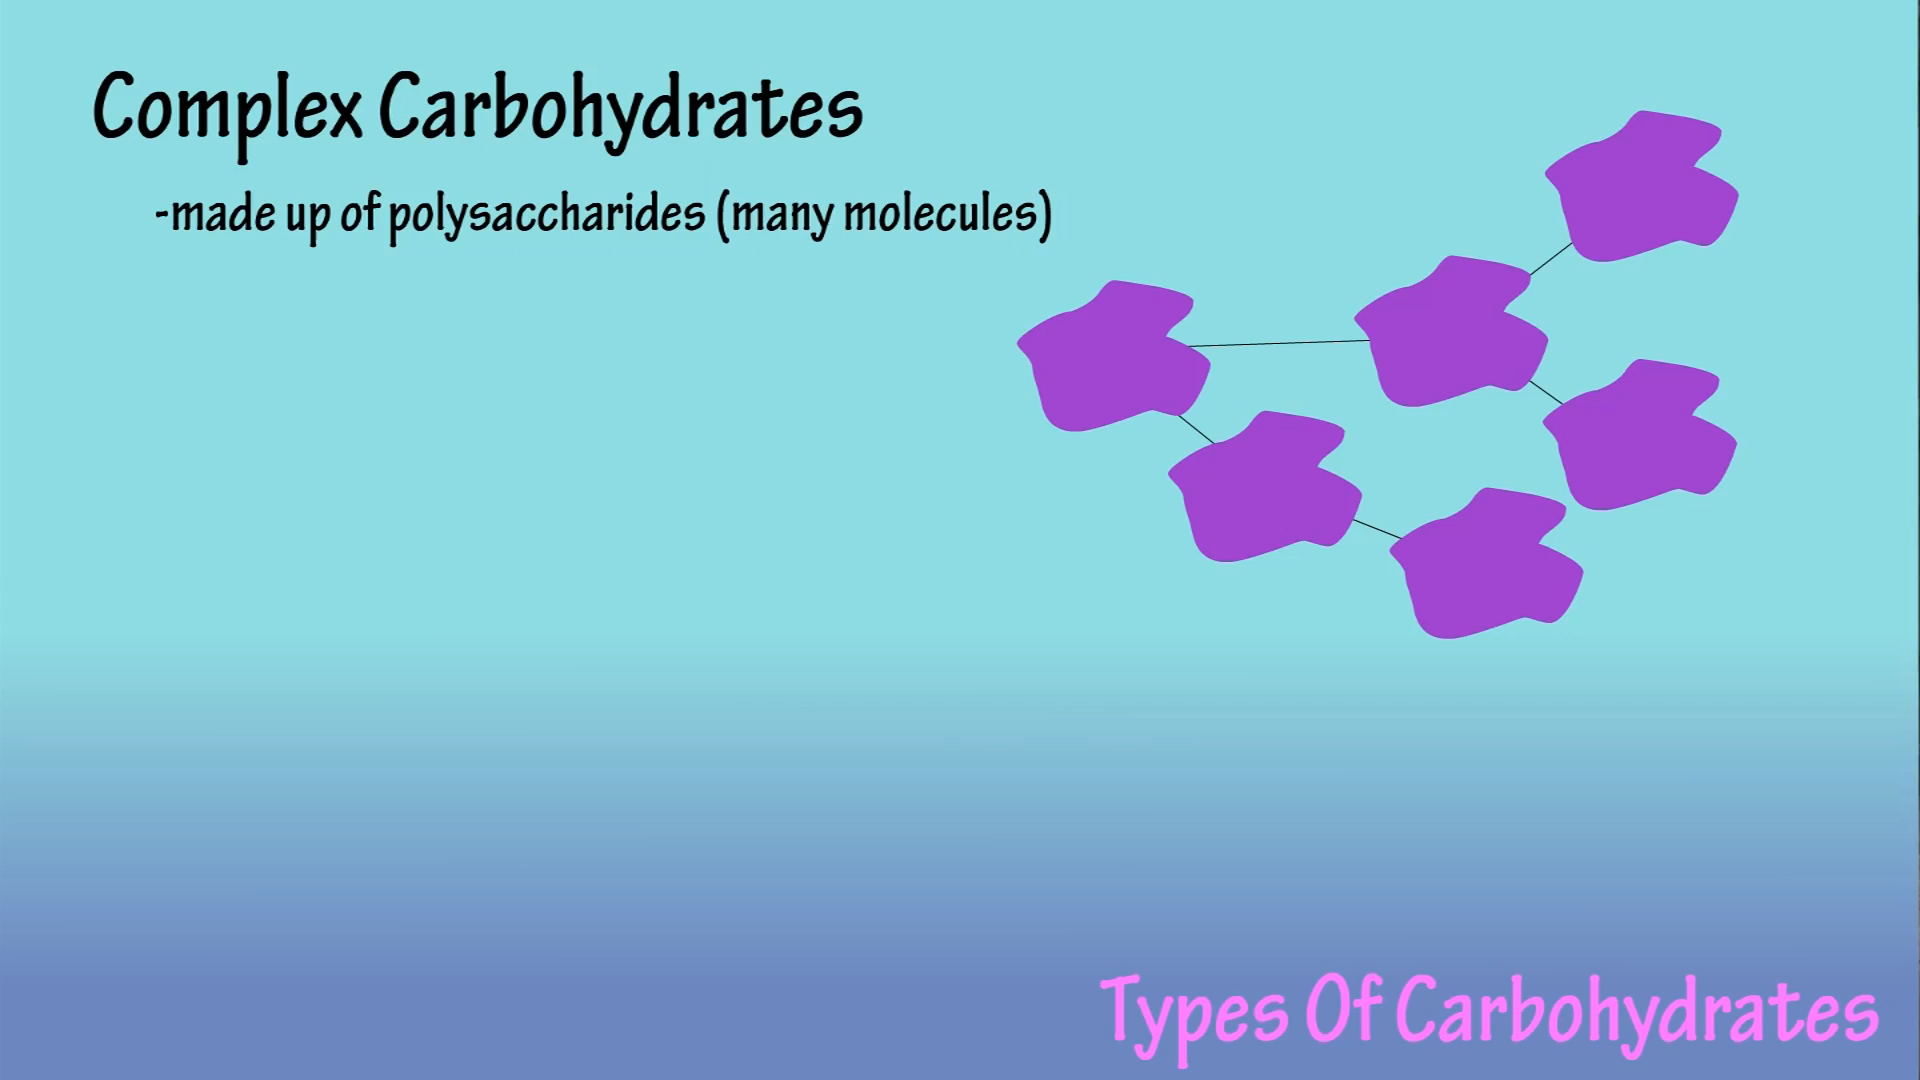 Complex Carbohydrates
-made up of polysaccharides (many molecules)
Types Of Carbohydrates